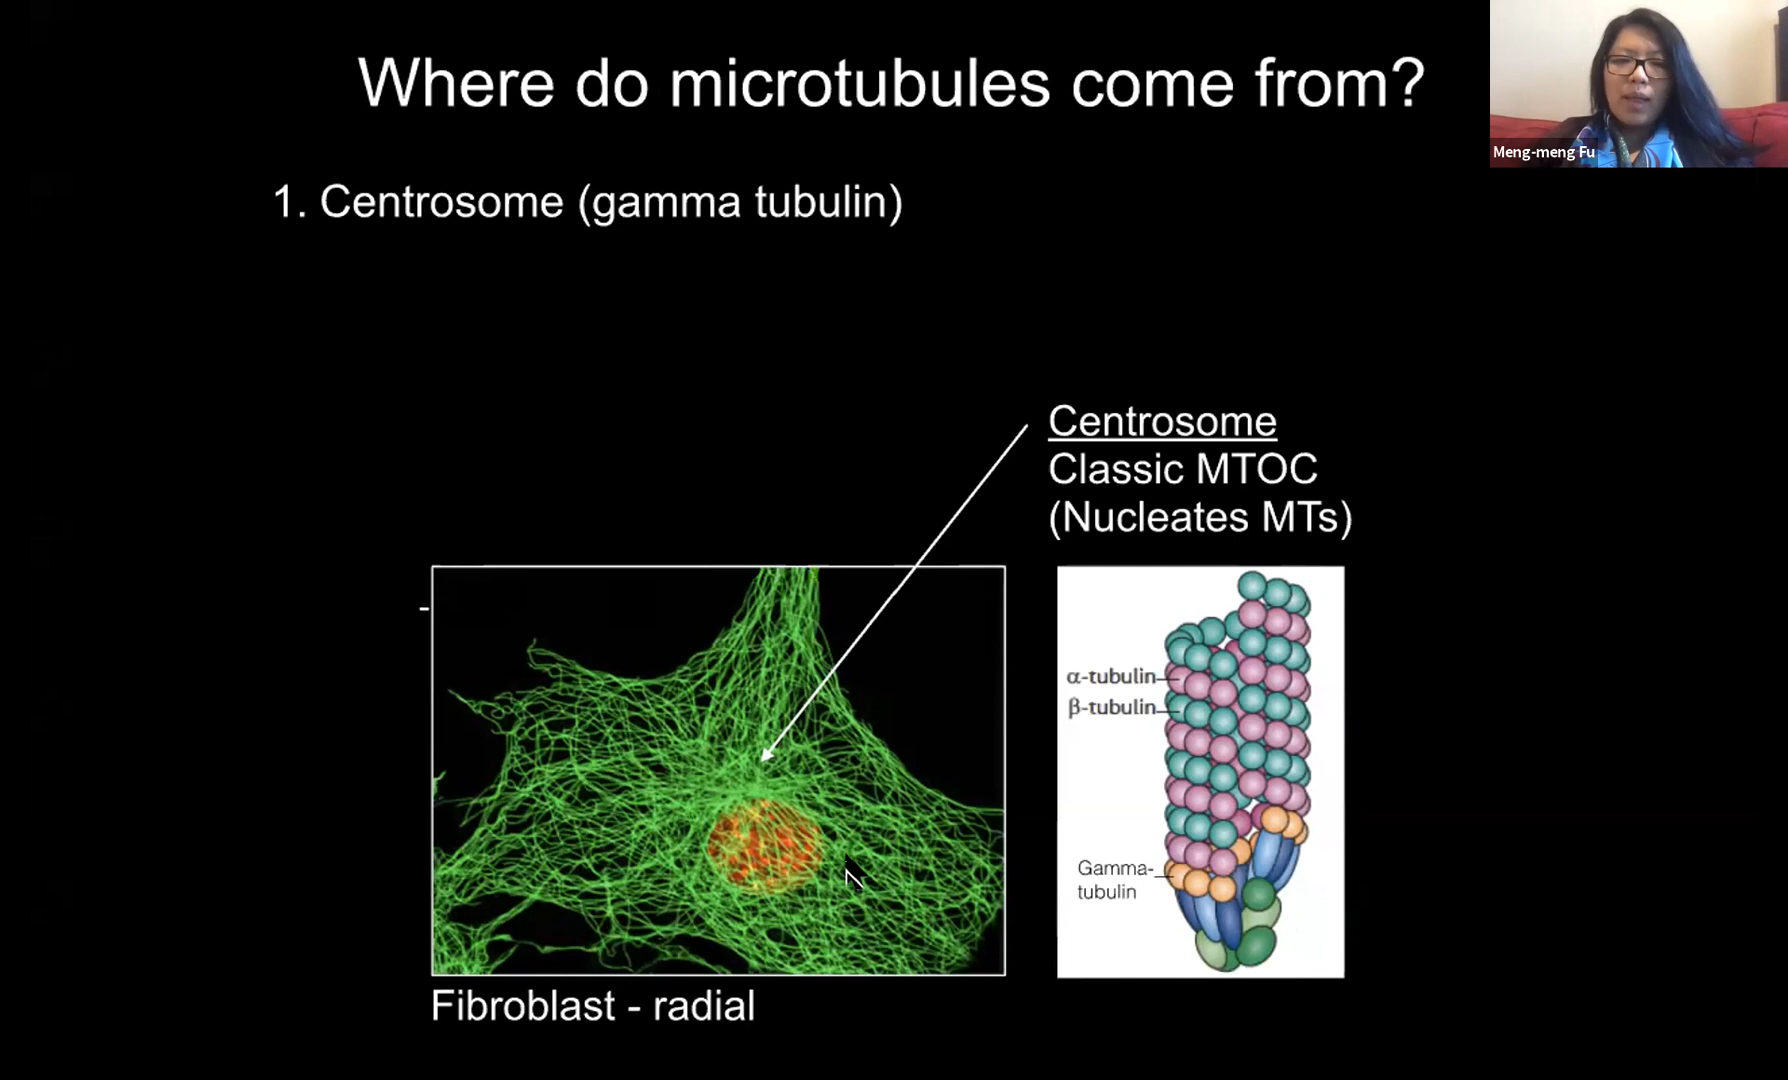 Where do microtubules come from?
Meng-meng Fu
1. Centrosome (gamma tubulin)
Centrosome
Classic MTOC
(Nucleates MTs)
-
α-tubulin
β-tubulin
Gamma-
tubulin
Fibroblast - radial